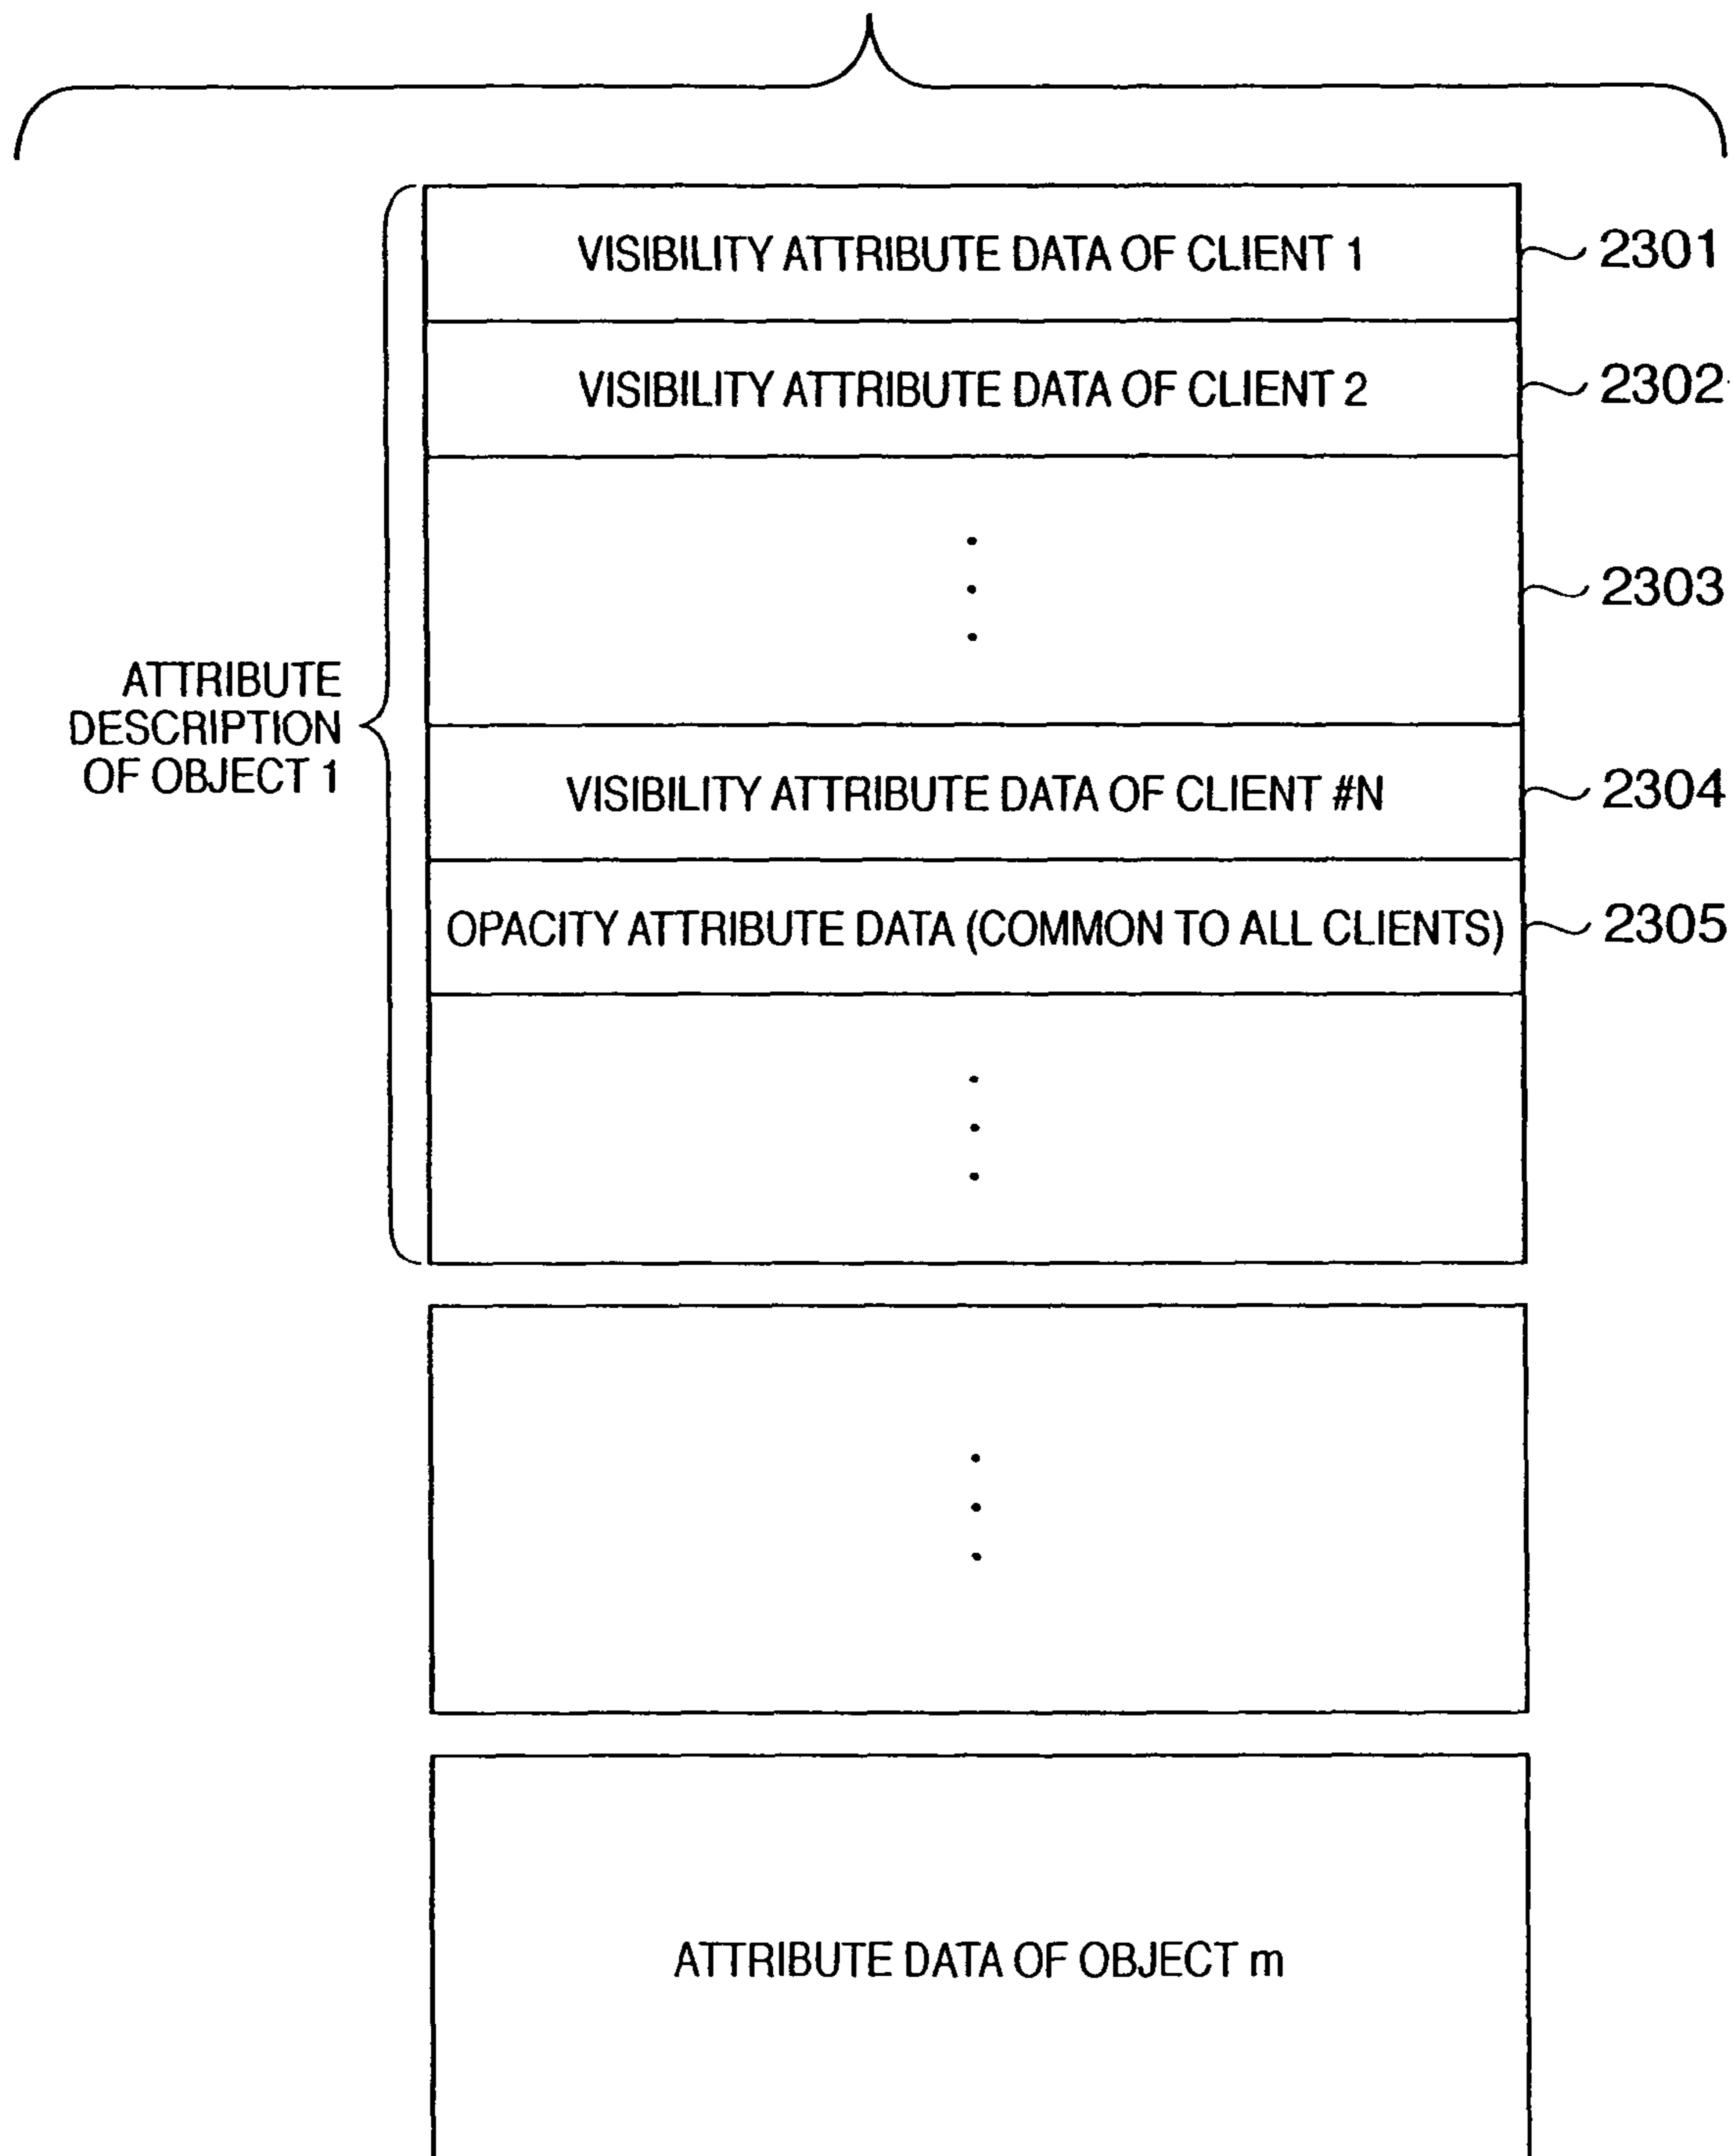 VISIBILITY ATTRIBUTE DATA OF CLIENT 1
2301
VISIBILITY ATTRIBUTE DATA OF CLIENT 2
2302
2303
ATTRIBUTE
DESCRIPTION
OF OBJECT 1
VISIBILITY ATTRIBUTE DATA OF CLIENT #N
2304
OPACITY ATTRIBUTE DATA (COMMON TO ALL CLIENTS)
2305
ATTRIBUTE DATA OF OBJECT m